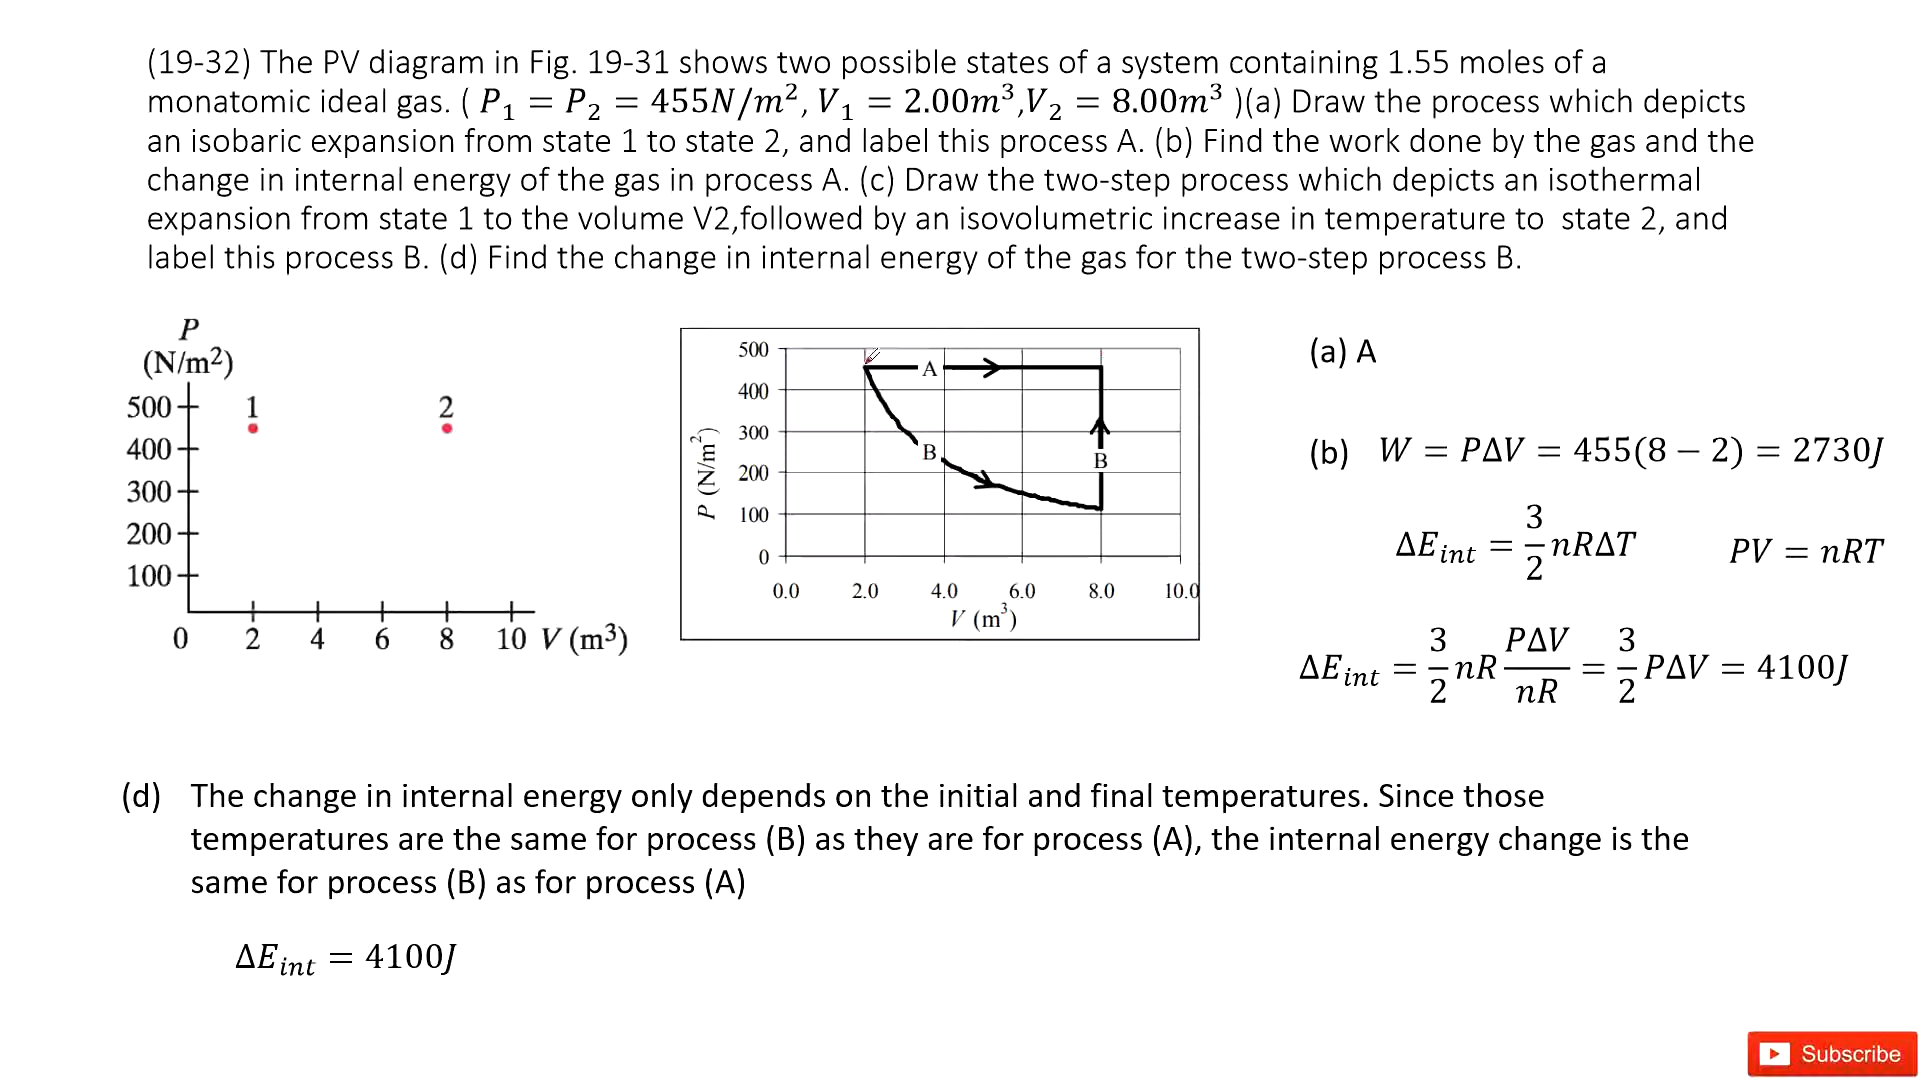 (19-32) The PV diagram in Fig. 19-31 shows two possible states of a system containing 1.55 moles of a
monatomic ideal gas. ( P₁ = P₂ = 455N/m², V₁ = 2.00m³,V₂ = 8.00m³ )(a) Draw the process which depicts
an isobaric expansion from state 1 to state 2, and label this process A. (b) Find the work done by the gas and the
change in internal energy of the gas in process A. (c) Draw the two-step process which depicts an isothermal
expansion from state 1 to the volume V2,followed by an isovolumetric increase in temperature to state 2, and
label this process B. (d) Find the change in internal energy of the gas for the two-step process B.
P
(N/m²)
500
400
300
200
100
1
2
0 2 4 6 8 10 V (m³)
P (N/m²)
500
400
300
200
100
0
A
B
B
0.0 2.0 4.0 6.0 8.0 10.0
V (m³)
(a) A
(b) W = PΔV = 455(8 − 2) = 2730J
ΔE_int = 3/2 nRΔT PV = nRT
ΔE_int = 3/2 nR PΔV/nR = 3/2 PΔV = 4100J
(d) The change in internal energy only depends on the initial and final temperatures. Since those
temperatures are the same for process (B) as they are for process (A), the internal energy change is the
same for process (B) as for process (A)
ΔE_int = 4100J
Subscribe